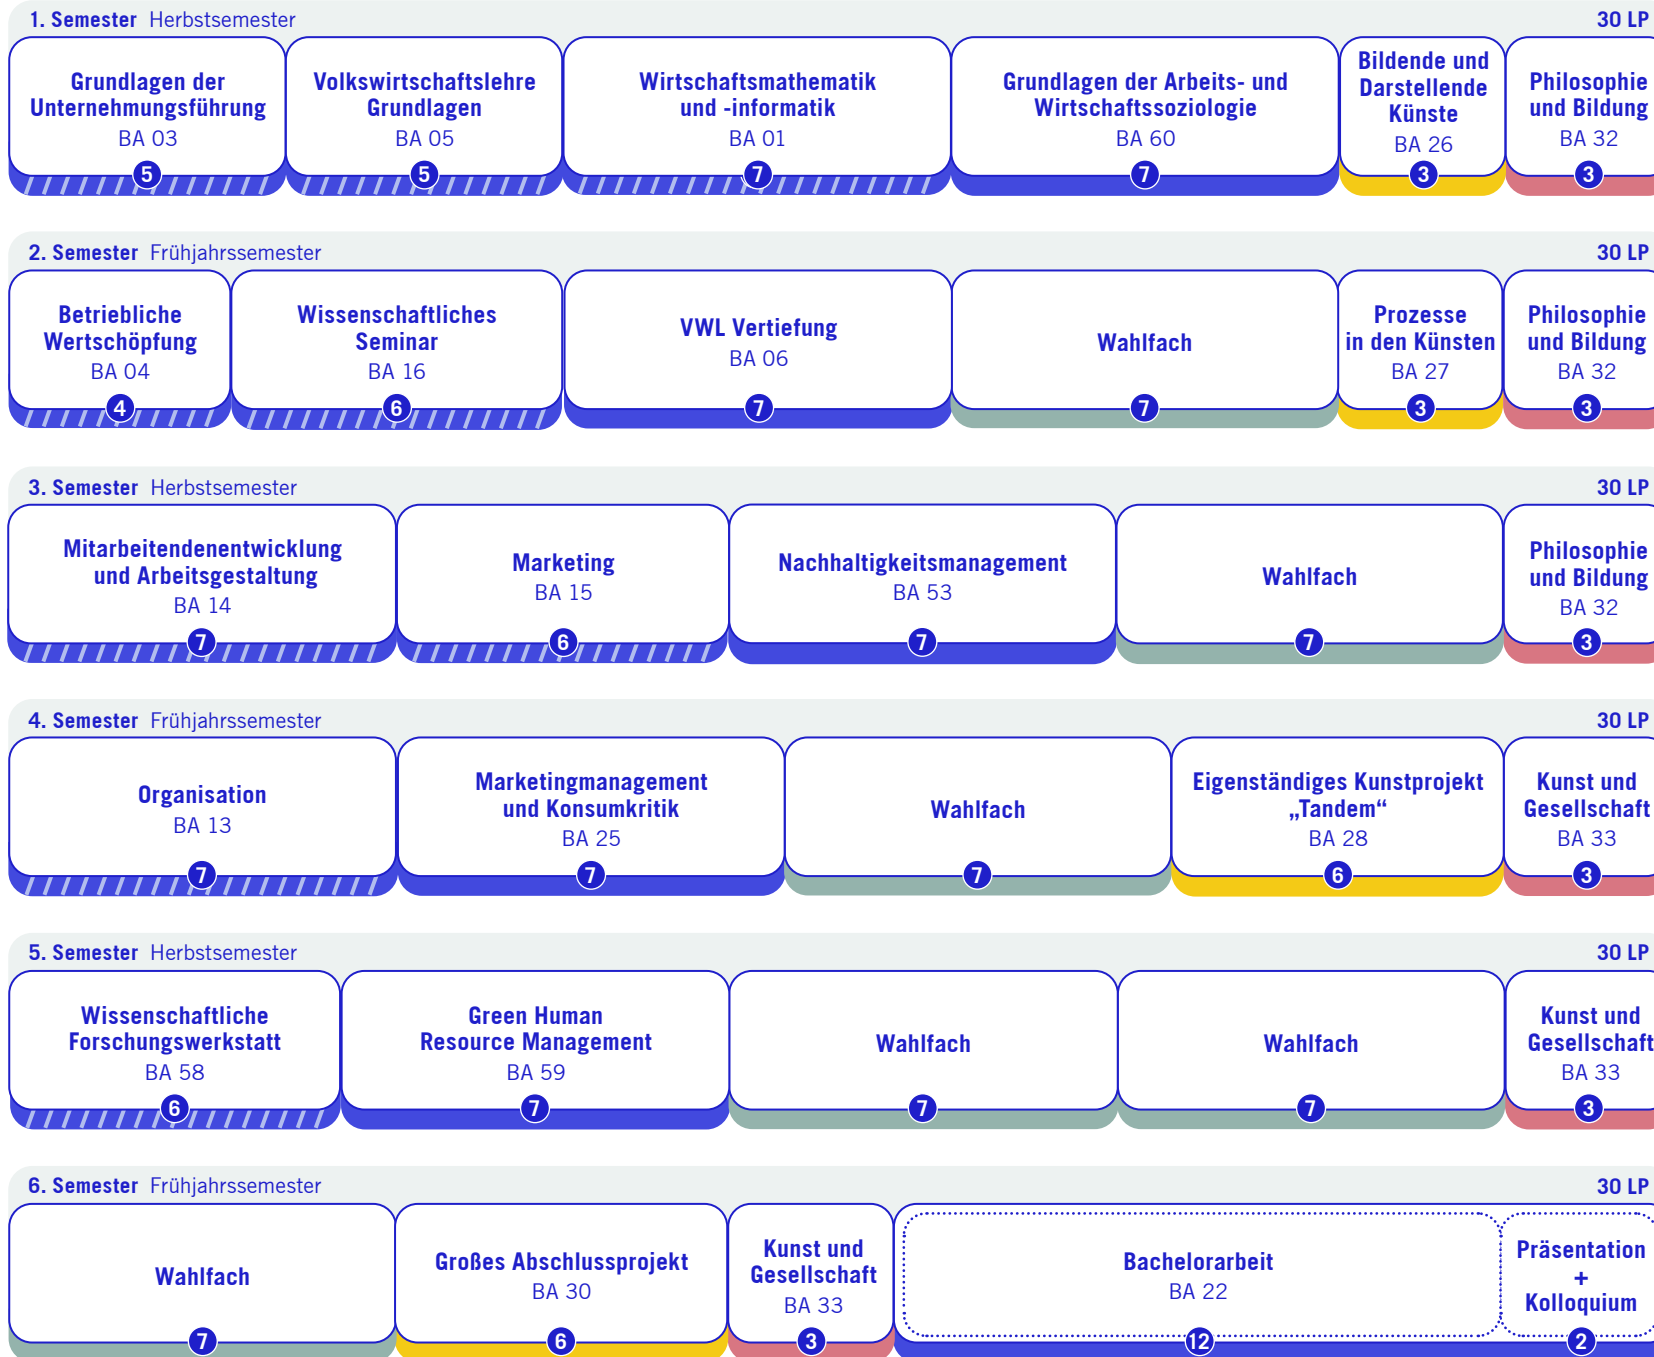 1. Semester Herbstsemester 30 LP
Grundlagen der
Unternehmungsführung
BA 03
5
Volkswirtschaftslehre
Grundlagen
BA 05
5
Wirtschaftsmathematik
und -informatik
BA 01
7
Grundlagen der Arbeits- und
Wirtschaftssoziologie
BA 60
7
Bildende und
Darstellende
Künste
BA 26
3
Philosophie
und Bildung
BA 32
3
2. Semester Frühjahrssemester 30 LP
Betriebliche
Wertschöpfung
BA 04
4
Wissenschaftliches
Seminar
BA 16
6
VWL Vertiefung
BA 06
7
Wahlfach
7
Prozesse
in den Künsten
BA 27
3
Philosophie
und Bildung
BA 32
3
3. Semester Herbstsemester 30 LP
Mitarbeitendenentwicklung
und Arbeitsgestaltung
BA 14
7
Marketing
BA 15
6
Nachhaltigkeitsmanagement
BA 53
7
Wahlfach
7
Philosophie
und Bildung
BA 32
3
4. Semester Frühjahrssemester 30 LP
Organisation
BA 13
7
Marketingmanagement
und Konsumkritik
BA 25
7
Wahlfach
7
Eigenständiges Kunstprojekt
„Tandem“
BA 28
6
Kunst und
Gesellschaft
BA 33
3
5. Semester Herbstsemester 30 LP
Wissenschaftliche
Forschungswerkstatt
BA 58
6
Green Human
Resource Management
BA 59
7
Wahlfach
7
Wahlfach
7
Kunst und
Gesellschaft
BA 33
3
6. Semester Frühjahrssemester 30 LP
Wahlfach
7
Großes Abschlussprojekt
BA 30
6
Kunst und
Gesellschaft
BA 33
3
Bachelorarbeit
BA 22
12
Präsentation
+
Kolloquium
2